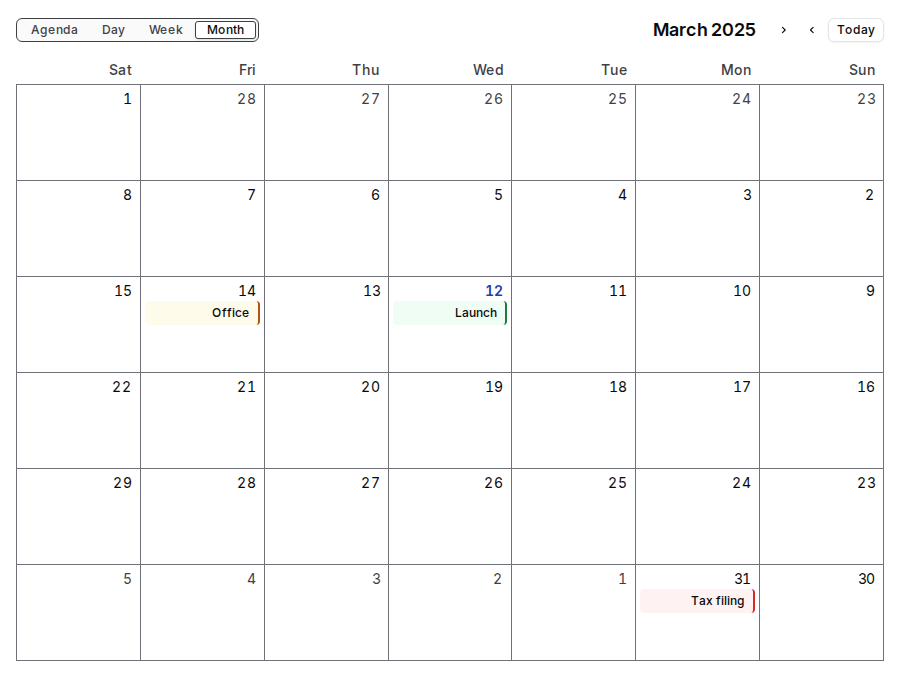 Agenda Day Week Month March 2025 › ‹ Today
Sat Fri Thu Wed Tue Mon Sun
1 28 27 26 25 24 23
8 7 6 5 4 3 2
15 14 13 12 11 10 9
Office Launch
22 21 20 19 18 17 16
29 28 27 26 25 24 23
5 4 3 2 1 31 30
Tax filing